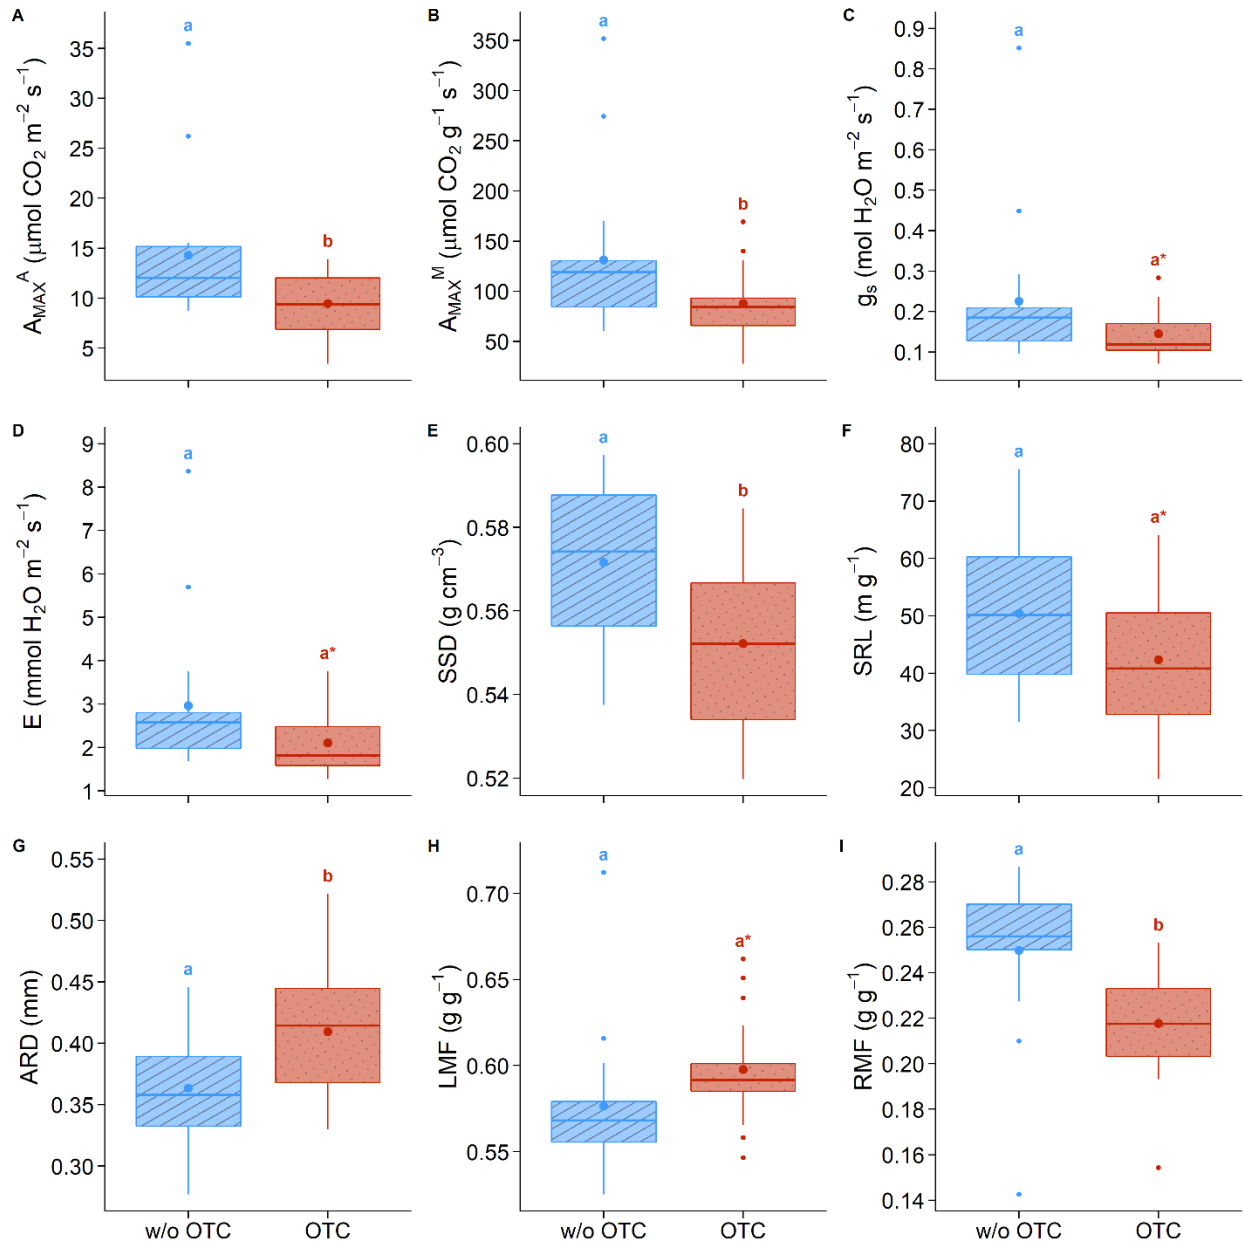 A
a
b
A_MAX^A (μmol CO₂ m⁻² s⁻¹)
35
30
25
20
15
10
5
B
a
b
A_MAX^M (μmol CO₂ g⁻¹ s⁻¹)
350
300
250
200
150
100
50
C
a
a*
gₛ (mol H₂O m⁻² s⁻¹)
0.9
0.8
0.7
0.6
0.5
0.4
0.3
0.2
0.1
D
a
a*
E (mmol H₂O m⁻² s⁻¹)
9
8
7
6
5
4
3
2
1
E
a
b
SSD (g cm⁻³)
0.60
0.58
0.56
0.54
0.52
F
a
a*
SRL (m g⁻¹)
80
70
60
50
40
30
20
G
a
b
ARD (mm)
0.55
0.50
0.45
0.40
0.35
0.30
w/o OTC
OTC
H
a
a*
LMF (g g⁻¹)
0.70
0.65
0.60
0.55
w/o OTC
OTC
I
a
b
RMF (g g⁻¹)
0.28
0.26
0.24
0.22
0.20
0.18
0.16
0.14
w/o OTC
OTC